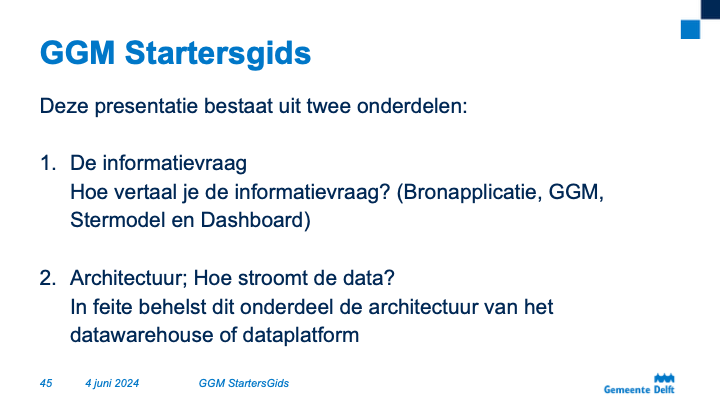 GGM Startersgids
Deze presentatie bestaat uit twee onderdelen:
1. De informatievraag
Hoe vertaal je de informatievraag? (Bronapplicatie, GGM,
Stermodel en Dashboard)
2. Architectuur; Hoe stroomt de data?
In feite behelst dit onderdeel de architectuur van het
datawarehouse of dataplatform
45 4 juni 2024 GGM StartersGids
Gemeente Delft